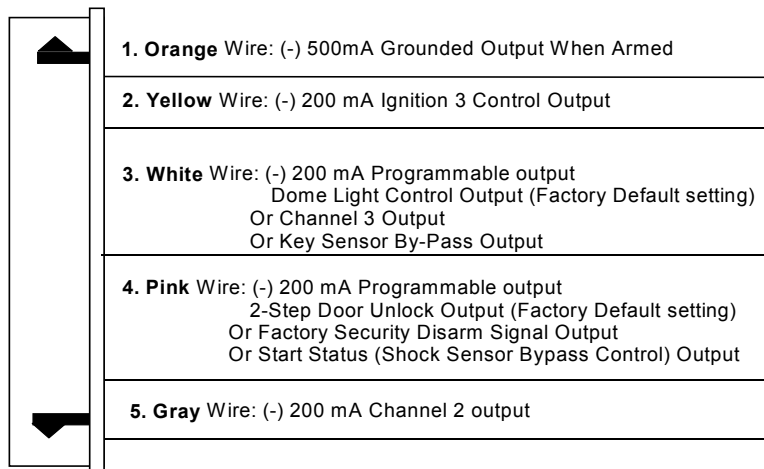 1. Orange Wire: (-) 500mA Grounded Output When Armed
2. Yellow Wire: (-) 200 mA Ignition 3 Control Output
3. White Wire: (-) 200 mA Programmable output
Dome Light Control Output (Factory Default setting)
Or Channel 3 Output
Or Key Sensor By-Pass Output
4. Pink Wire: (-) 200 mA Programmable output
2-Step Door Unlock Output (Factory Default setting)
Or Factory Security Disarm Signal Output
Or Start Status (Shock Sensor Bypass Control) Output
5. Gray Wire: (-) 200 mA Channel 2 output